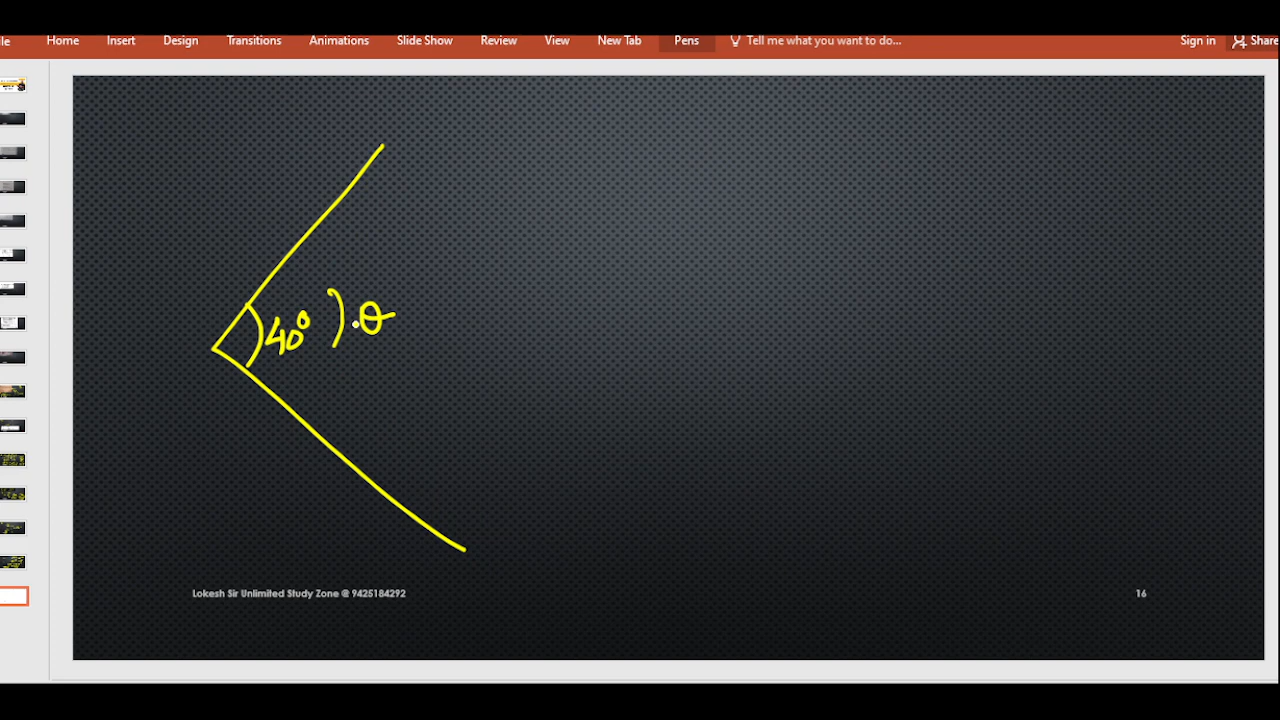 le Home Insert Design Transitions Animations Slide Show Review View New Tab Pens Tell me what you want to do... Sign in Share
40° ) . θ
Lokesh Sir Unlimited Study Zone @ 9425184292 16